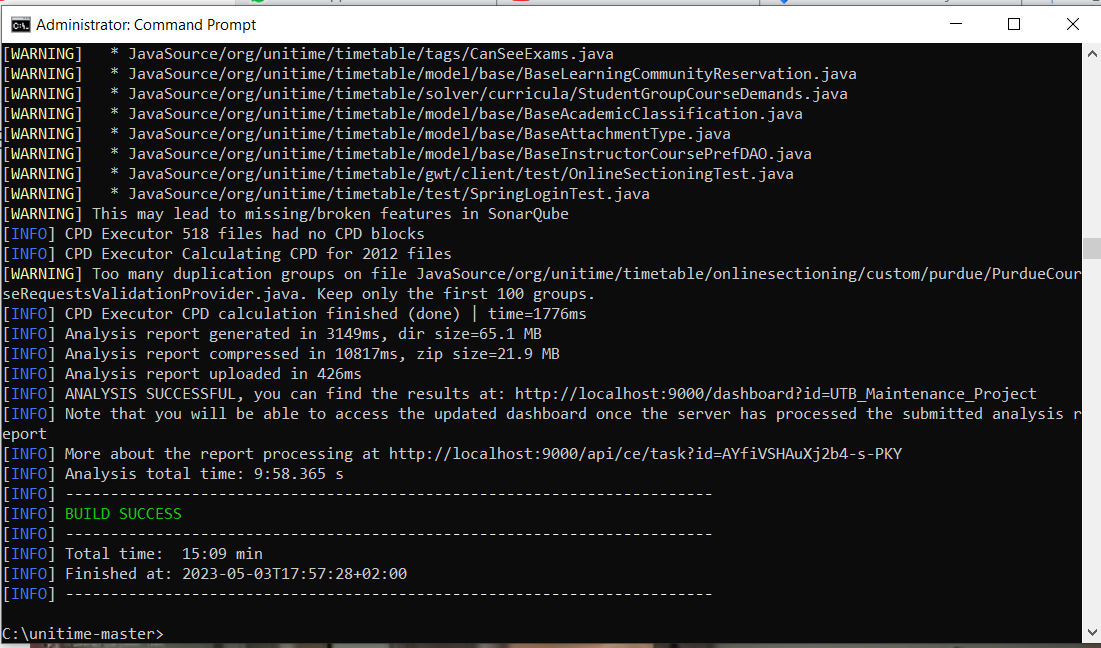 Administrator: Command Prompt
[WARNING]   * JavaSource/org/unitime/timetable/tags/CanSeeExams.java
[WARNING]   * JavaSource/org/unitime/timetable/model/base/BaseLearningCommunityReservation.java
[WARNING]   * JavaSource/org/unitime/timetable/solver/curricula/StudentGroupCourseDemands.java
[WARNING]   * JavaSource/org/unitime/timetable/model/base/BaseAcademicClassification.java
[WARNING]   * JavaSource/org/unitime/timetable/model/base/BaseAttachmentType.java
[WARNING]   * JavaSource/org/unitime/timetable/model/base/BaseInstructorCoursePrefDAO.java
[WARNING]   * JavaSource/org/unitime/timetable/gwt/client/test/OnlineSectioningTest.java
[WARNING]   * JavaSource/org/unitime/timetable/test/SpringLoginTest.java
[WARNING] This may lead to missing/broken features in SonarQube
[INFO] CPD Executor 518 files had no CPD blocks
[INFO] CPD Executor Calculating CPD for 2012 files
[WARNING] Too many duplication groups on file JavaSource/org/unitime/timetable/onlinesectioning/custom/purdue/PurdueCour
seRequestsValidationProvider.java. Keep only the first 100 groups.
[INFO] CPD Executor CPD calculation finished (done) | time=1776ms
[INFO] Analysis report generated in 3149ms, dir size=65.1 MB
[INFO] Analysis report compressed in 10817ms, zip size=21.9 MB
[INFO] Analysis report uploaded in 426ms
[INFO] ANALYSIS SUCCESSFUL, you can find the results at: http://localhost:9000/dashboard?id=UTB_Maintenance_Project
[INFO] Note that you will be able to access the updated dashboard once the server has processed the submitted analysis r
eport
[INFO] More about the report processing at http://localhost:9000/api/ce/task?id=AYfiVSHAuXj2b4-s-PKY
[INFO] Analysis total time: 9:58.365 s
[INFO] ------------------------------------------------------------------------
[INFO] BUILD SUCCESS
[INFO] ------------------------------------------------------------------------
[INFO] Total time:  15:09 min
[INFO] Finished at: 2023-05-03T17:57:28+02:00
[INFO] ------------------------------------------------------------------------
C:\unitime-master>